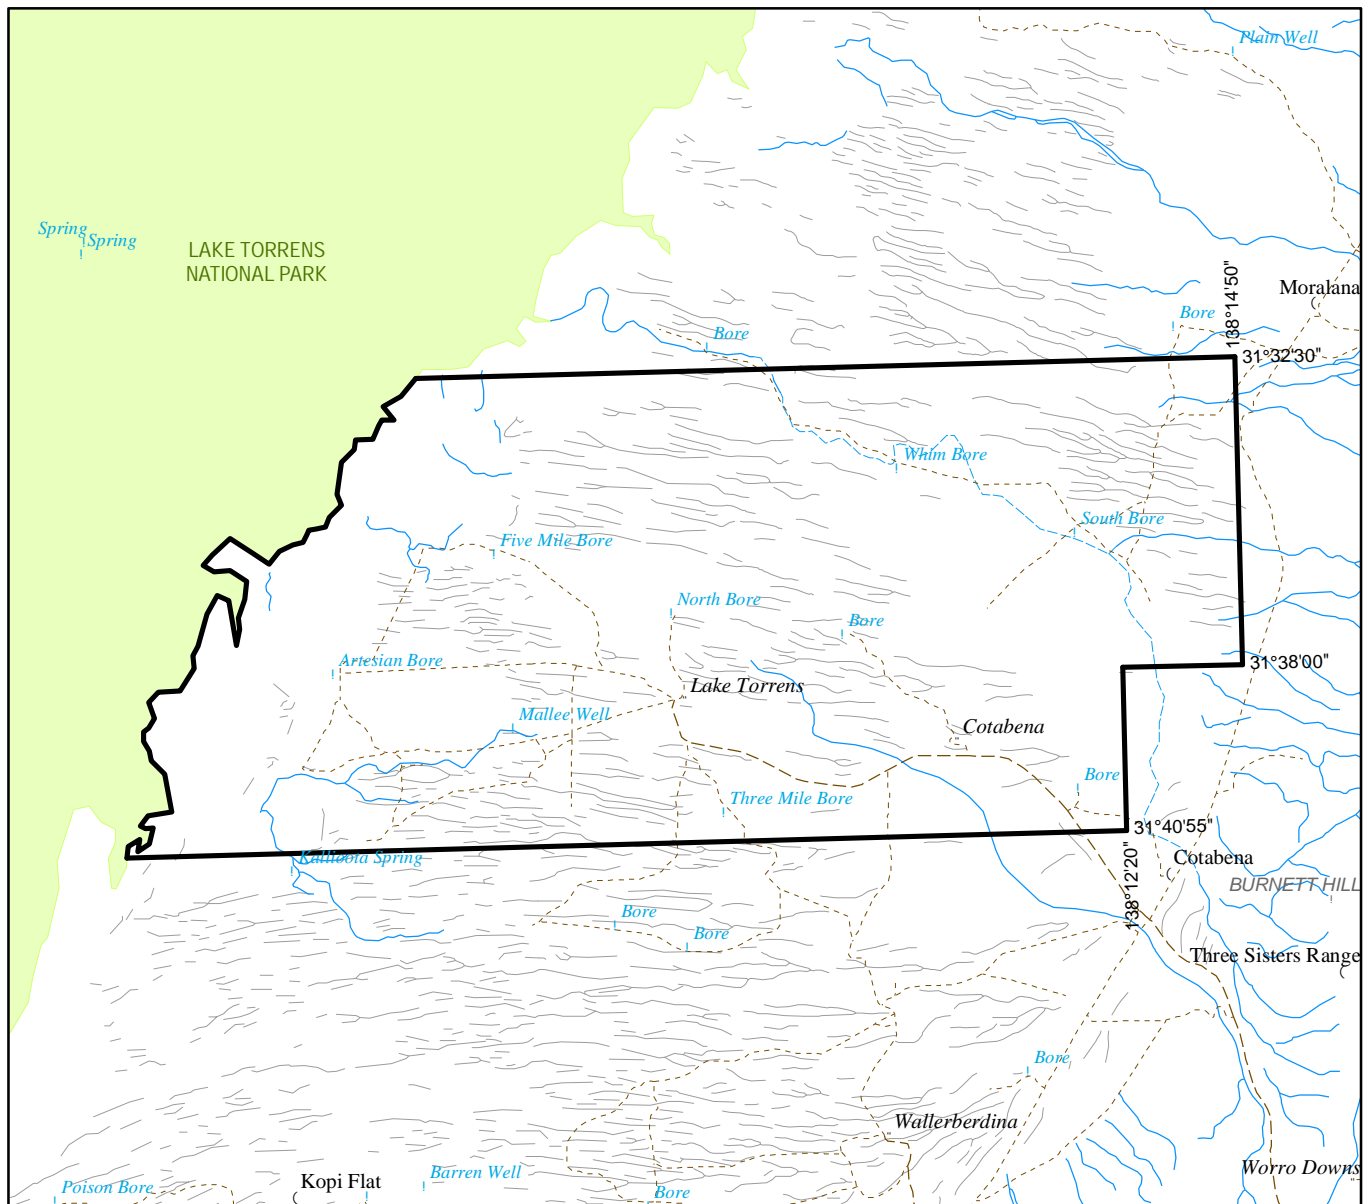 Plain Well
Spring
Spring
LAKE TORRENS
NATIONAL PARK
138°14'50"
Moralana
Bore
Bore
31°32'30"
Whim Bore
South Bore
Five Mile Bore
North Bore
Bore
Artesian Bore
31°38'00"
Lake Torrens
Mallee Well
Cotabena
Bore
Three Mile Bore
31°40'55"
Kallioota Spring
138°12'20"
Cotabena
BURNETT HILL
Bore
Bore
Three Sisters Range
Bore
Wallerberdina
Worro Downs
Barren Well
Kopi Flat
Poison Bore
Bore